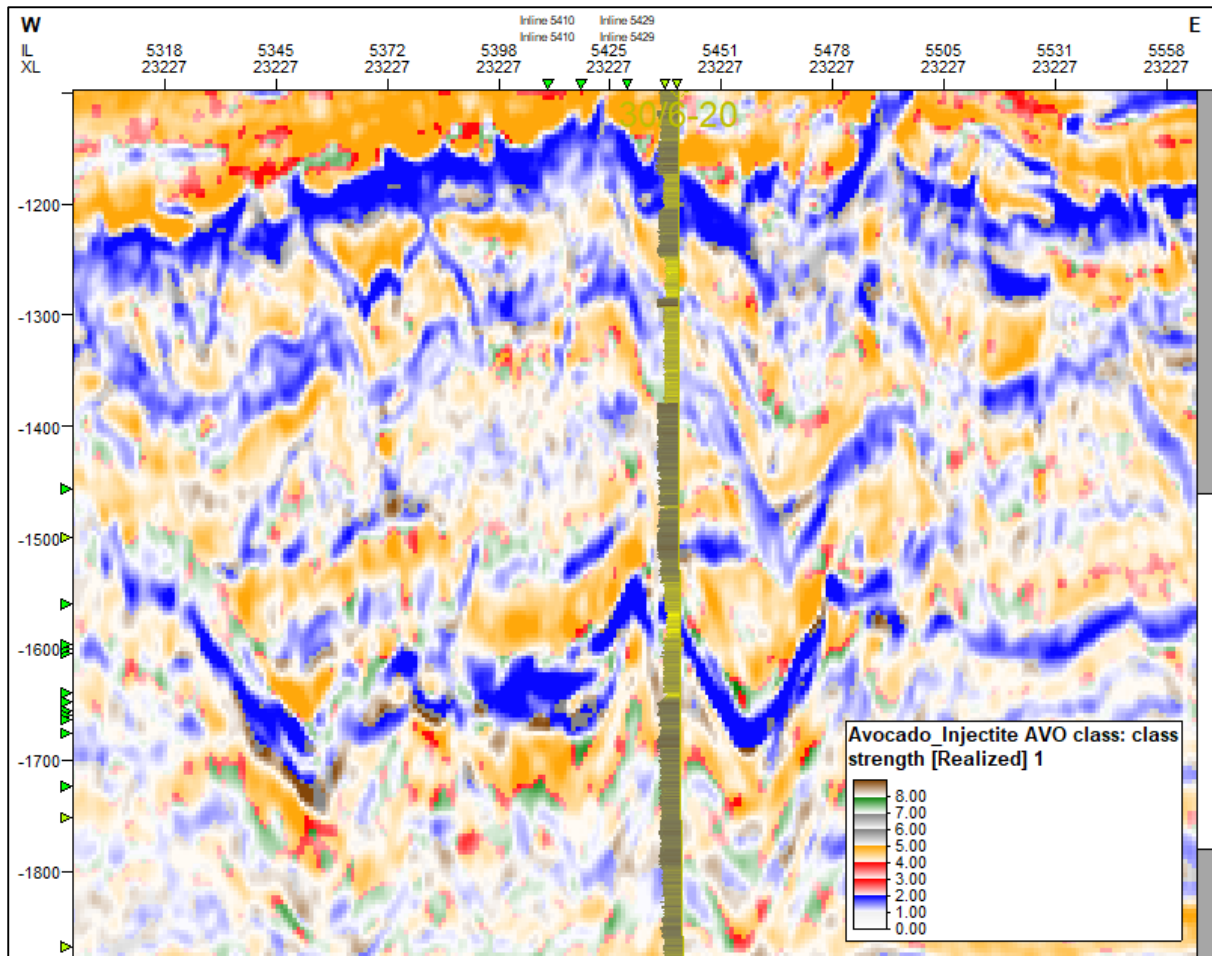 W
E
Inline 5410 Inline 5429
Inline 5410 Inline 5429
IL 5318 5345 5372 5398 5425 5451 5478 5505 5531 5558
XL 23227 23227 23227 23227 23227 23227 23227 23227 23227 23227
30/6-20
-1200
-1300
-1400
-1500
-1600
-1700
-1800
Avocado_Injectite AVO class: class
strength [Realized] 1
8.00
7.00
6.00
5.00
4.00
3.00
2.00
1.00
0.00